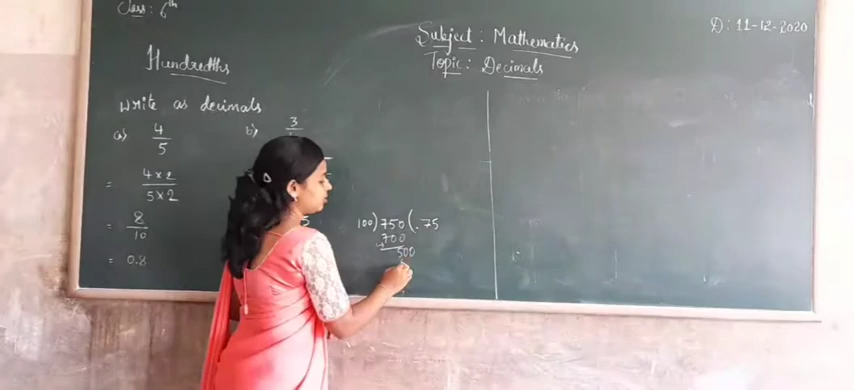 Class: 6th
Subject: Mathematics
Topic: Decimals
D: 11-12-2020
Hundredths
Write as decimals
a) 4/5
= 4×2/5×2
= 8/10
= 0.8
b) 3
5
100)750(.75
700
500